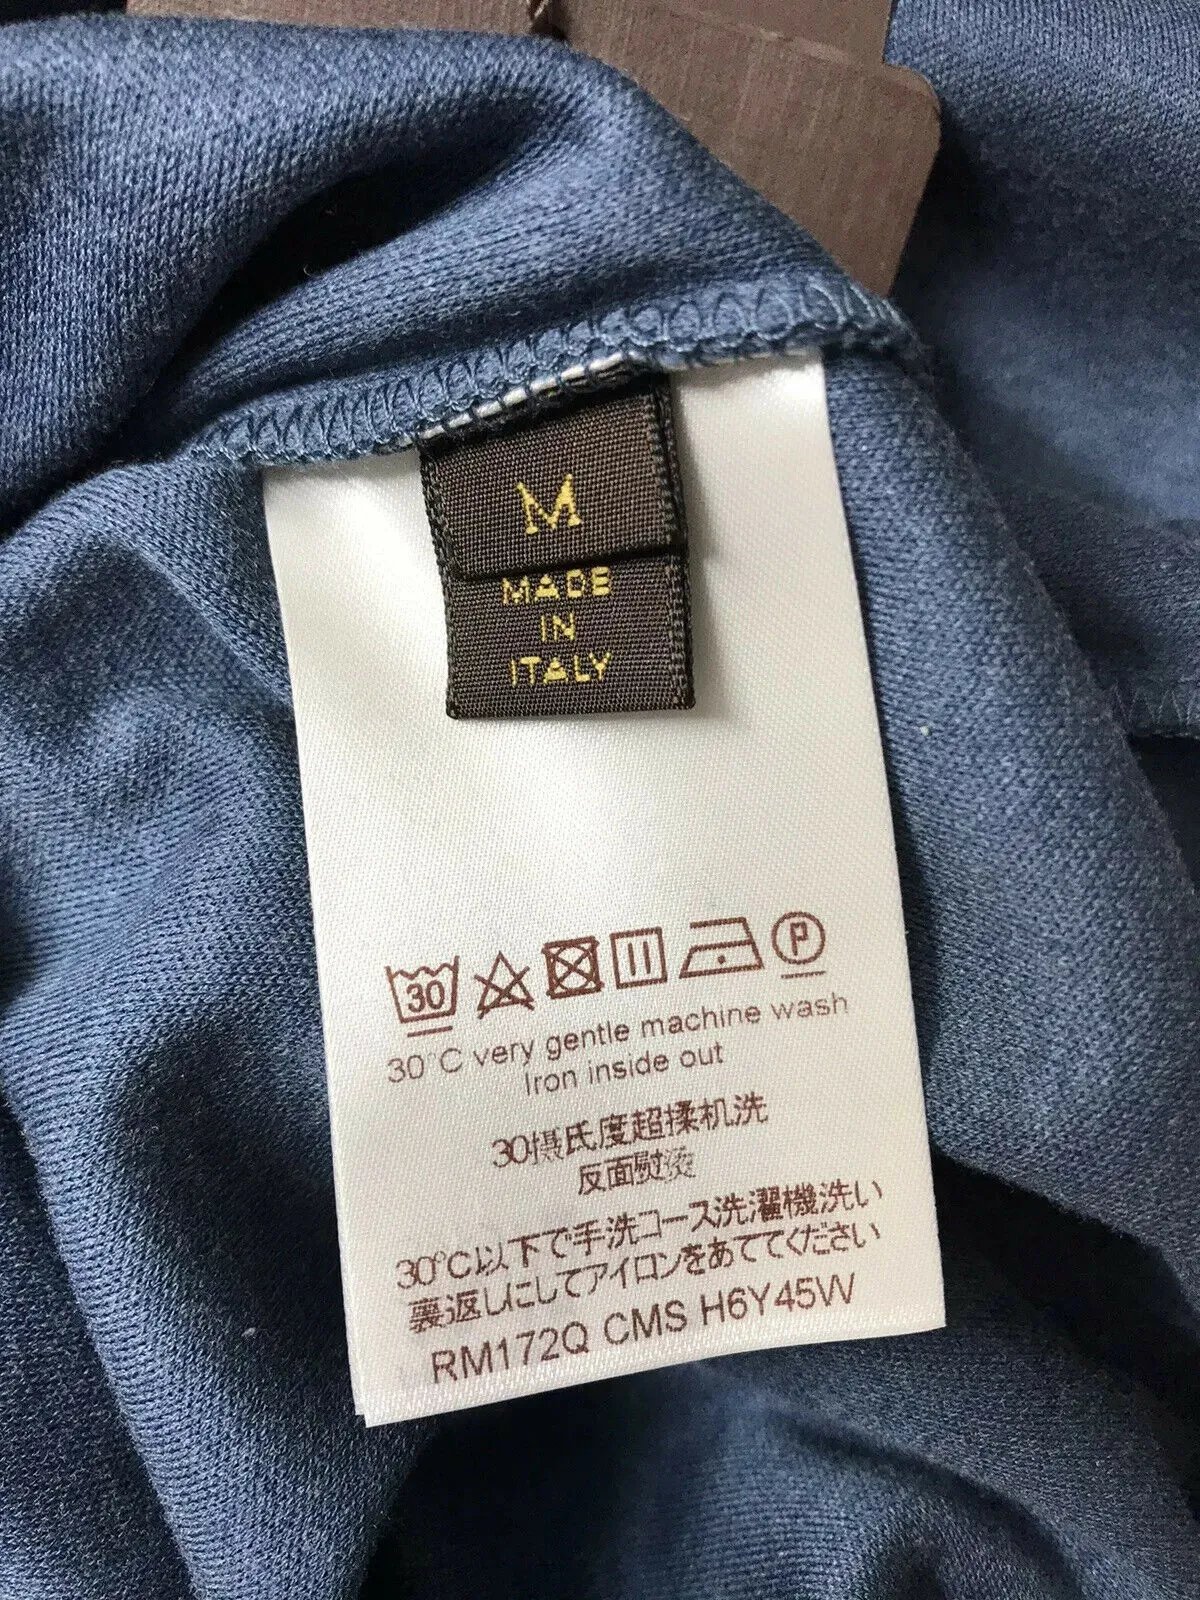 M
MADE
IN
ITALY
30 P
30°C very gentle machine wash
Iron inside out
30摄氏度超揉机洗
反面熨烫
30°C以下で手洗コース洗濯機洗い
裏返しにしてアイロンをあててください
RM172Q CMS H6Y45W